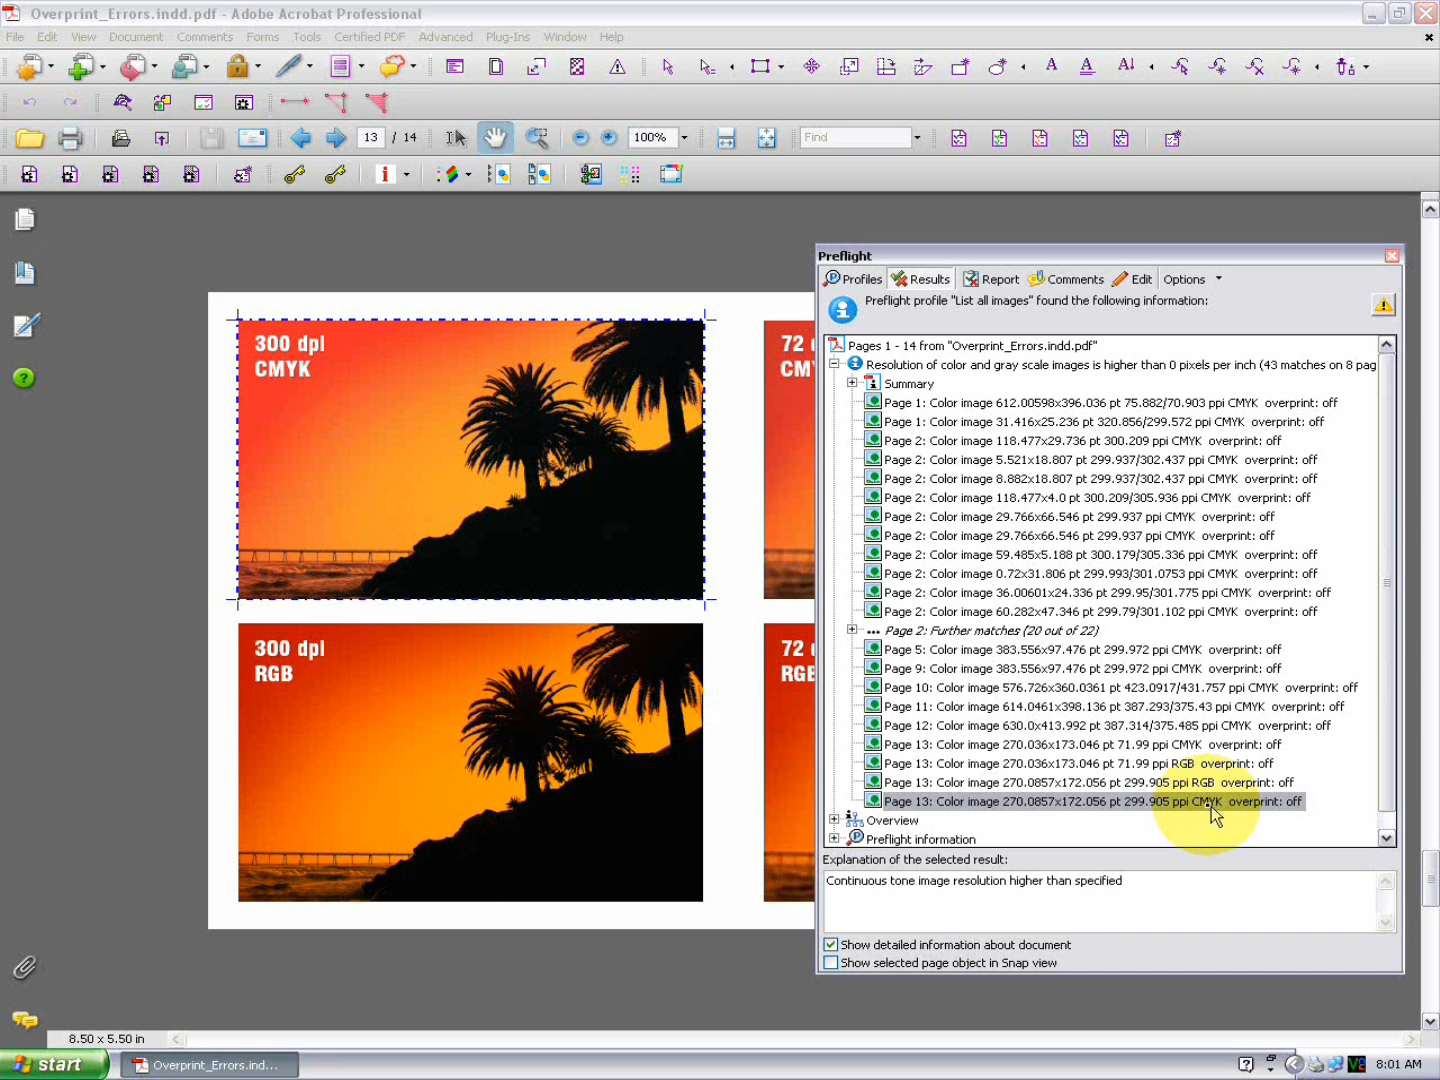 Overprint_Errors.indd.pdf - Adobe Acrobat Professional
File Edit View Document Comments Forms Tools Certified PDF Advanced Plug-Ins Window Help
13 / 14 100% Find
300 dpi
CMYK
72
CM
300 dpi
RGB
72
RGB
Preflight
Profiles Results Report Comments Edit Options
Preflight profile "List all images" found the following information:
Pages 1 - 14 from "Overprint_Errors.indd.pdf"
Resolution of color and gray scale images is higher than 0 pixels per inch (43 matches on 8 pag
Summary
Page 1: Color image 612.00598x396.036 pt 75.882/70.903 ppi CMYK overprint: off
Page 1: Color image 31.416x25.236 pt 320.856/299.572 ppi CMYK overprint: off
Page 2: Color image 118.477x29.736 pt 300.209 ppi CMYK overprint: off
Page 2: Color image 5.521x18.807 pt 299.937/302.437 ppi CMYK overprint: off
Page 2: Color image 8.882x18.807 pt 299.937/302.437 ppi CMYK overprint: off
Page 2: Color image 118.477x4.0 pt 300.209/305.936 ppi CMYK overprint: off
Page 2: Color image 29.766x66.546 pt 299.937 ppi CMYK overprint: off
Page 2: Color image 29.766x66.546 pt 299.937 ppi CMYK overprint: off
Page 2: Color image 59.485x5.188 pt 300.179/305.336 ppi CMYK overprint: off
Page 2: Color image 0.72x31.806 pt 299.993/301.0753 ppi CMYK overprint: off
Page 2: Color image 36.00601x24.336 pt 299.95/301.775 ppi CMYK overprint: off
Page 2: Color image 60.282x47.346 pt 299.79/301.102 ppi CMYK overprint: off
Page 2: Further matches (20 out of 22)
Page 5: Color image 383.556x97.476 pt 299.972 ppi CMYK overprint: off
Page 9: Color image 383.556x97.476 pt 299.972 ppi CMYK overprint: off
Page 10: Color image 576.726x360.0361 pt 423.0917/431.757 ppi CMYK overprint: off
Page 11: Color image 614.0461x398.136 pt 387.293/375.43 ppi CMYK overprint: off
Page 12: Color image 630.0x413.992 pt 387.314/375.485 ppi CMYK overprint: off
Page 13: Color image 270.036x173.046 pt 71.99 ppi CMYK overprint: off
Page 13: Color image 270.036x173.046 pt 71.99 ppi RGB overprint: off
Page 13: Color image 270.0857x172.056 pt 299.905 ppi RGB overprint: off
Page 13: Color image 270.0857x172.056 pt 299.905 ppi CMYK overprint: off
Overview
Preflight information
Explanation of the selected result:
Continuous tone image resolution higher than specified
Show detailed information about document
Show selected page object in Snap view
8.50 x 5.50 in
start Overprint_Errors.ind... 8:01 AM